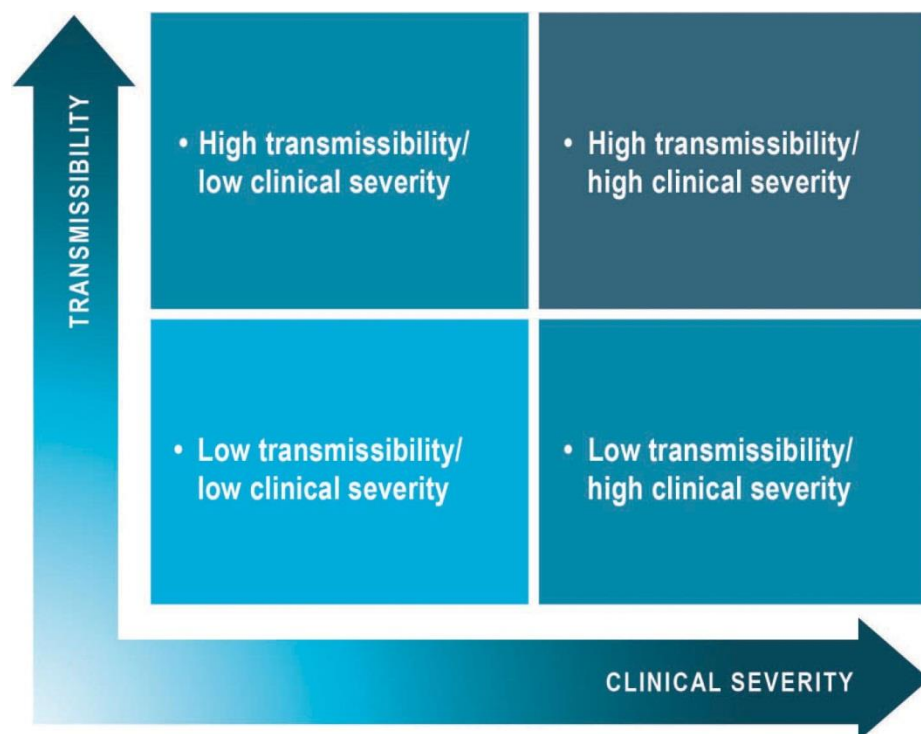 TRANSMISSIBILITY
• High transmissibility/
low clinical severity
• High transmissibility/
high clinical severity
• Low transmissibility/
low clinical severity
• Low transmissibility/
high clinical severity
CLINICAL SEVERITY